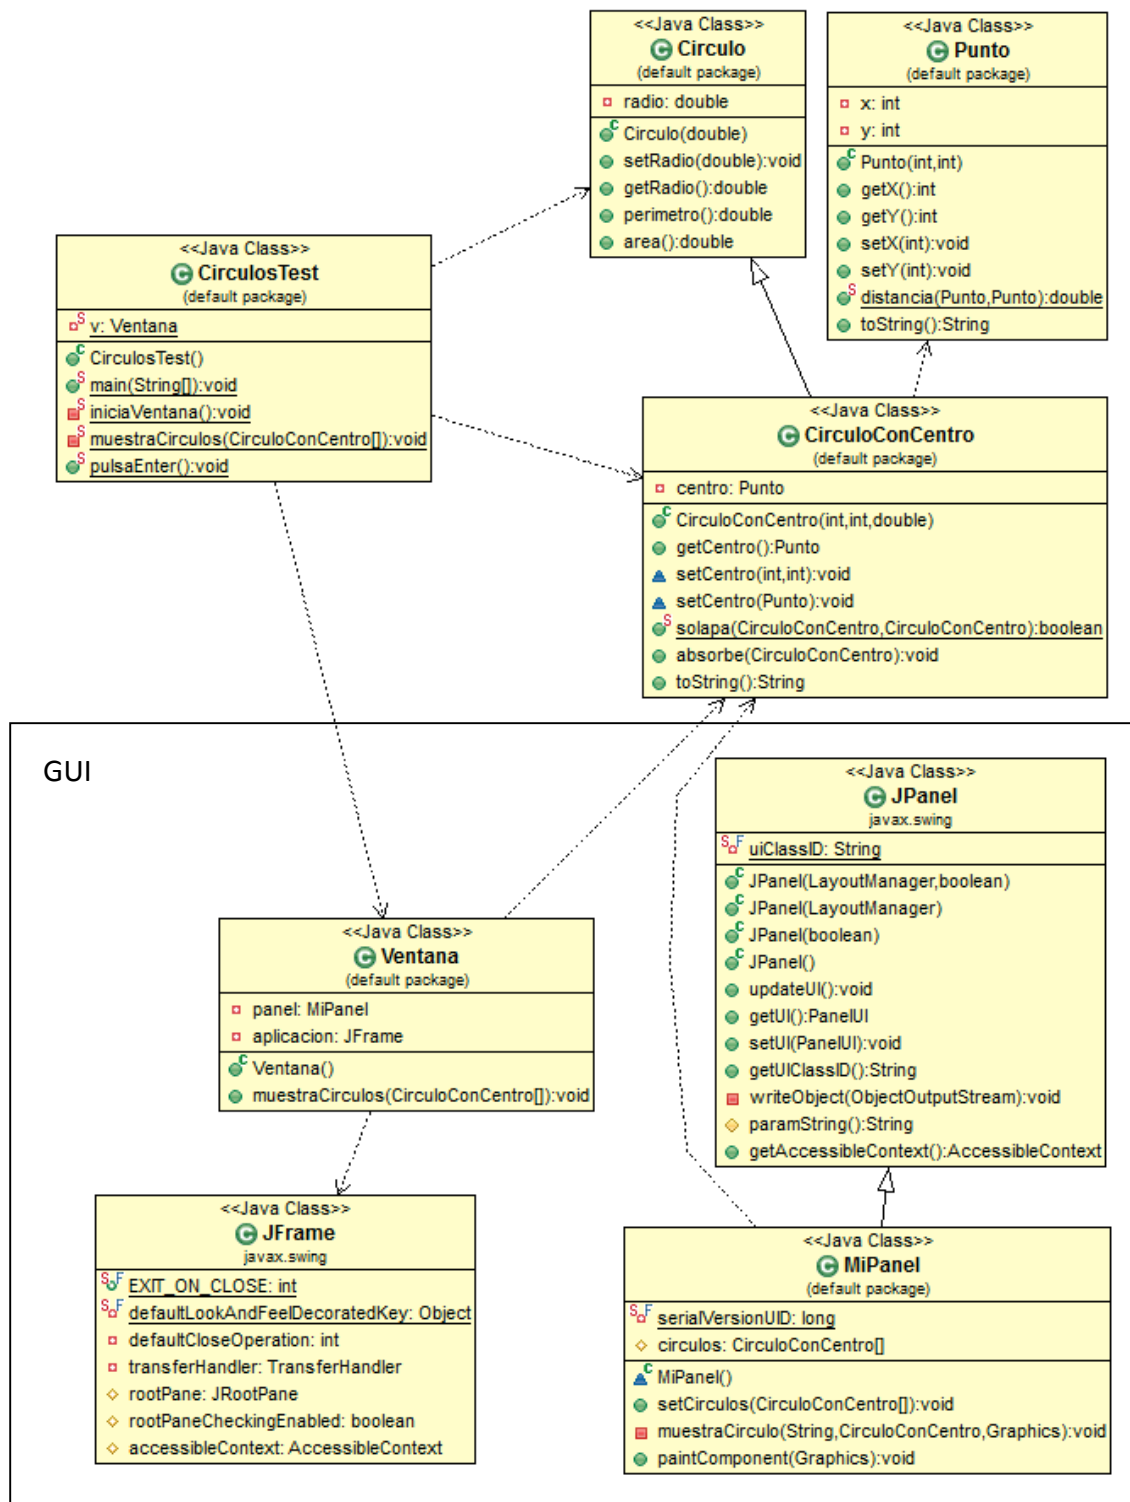 <<Java Class>>
Circulo
(default package)
radio: double
Circulo(double)
setRadio(double):void
getRadio():double
perimetro():double
area():double
<<Java Class>>
Punto
(default package)
x: int
y: int
Punto(int,int)
getX():int
getY():int
setX(int):void
setY(int):void
distancia(Punto,Punto):double
toString():String
<<Java Class>>
CirculosTest
(default package)
v: Ventana
CirculosTest()
main(String[]):void
iniciaVentana():void
muestraCirculos(CirculoConCentro[]):void
pulsaEnter():void
<<Java Class>>
CirculoConCentro
(default package)
centro: Punto
CirculoConCentro(int,int,double)
getCentro():Punto
setCentro(int,int):void
setCentro(Punto):void
solapa(CirculoConCentro,CirculoConCentro):boolean
absorbe(CirculoConCentro):void
toString():String
GUI
<<Java Class>>
JPanel
javax.swing
uiClassID: String
JPanel(LayoutManager,boolean)
JPanel(LayoutManager)
JPanel(boolean)
JPanel()
updateUI():void
getUI():PanelUI
setUI(PanelUI):void
getUIClassID():String
writeObject(ObjectOutputStream):void
paramString():String
getAccessibleContext():AccessibleContext
<<Java Class>>
Ventana
(default package)
panel: MiPanel
aplicacion: JFrame
Ventana()
muestraCirculos(CirculoConCentro[]):void
<<Java Class>>
JFrame
javax.swing
EXIT_ON_CLOSE: int
defaultLookAndFeelDecoratedKey: Object
defaultCloseOperation: int
transferHandler: TransferHandler
rootPane: JRootPane
rootPaneCheckingEnabled: boolean
accessibleContext: AccessibleContext
<<Java Class>>
MiPanel
(default package)
serialVersionUID: long
circulos: CirculoConCentro[]
MiPanel()
setCirculos(CirculoConCentro[]):void
muestraCirculo(String,CirculoConCentro,Graphics):void
paintComponent(Graphics):void